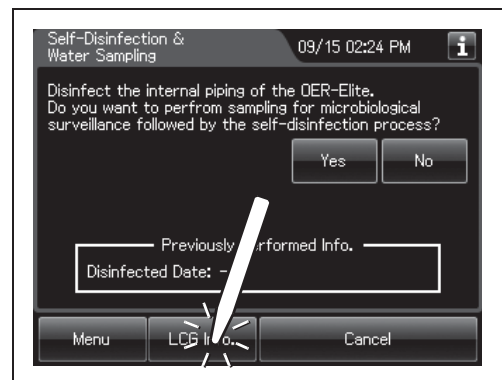 Self-Disinfection &
Water Sampling
09/15 02:24 PM
i
Disinfect the internal piping of the OER-Elite.
Do you want to perfrom sampling for microbiological
surveillance followed by the self-disinfection process?
Yes
No
Previously Performed Info.
Disinfected Date: -
Menu
LCG Info.
Cancel